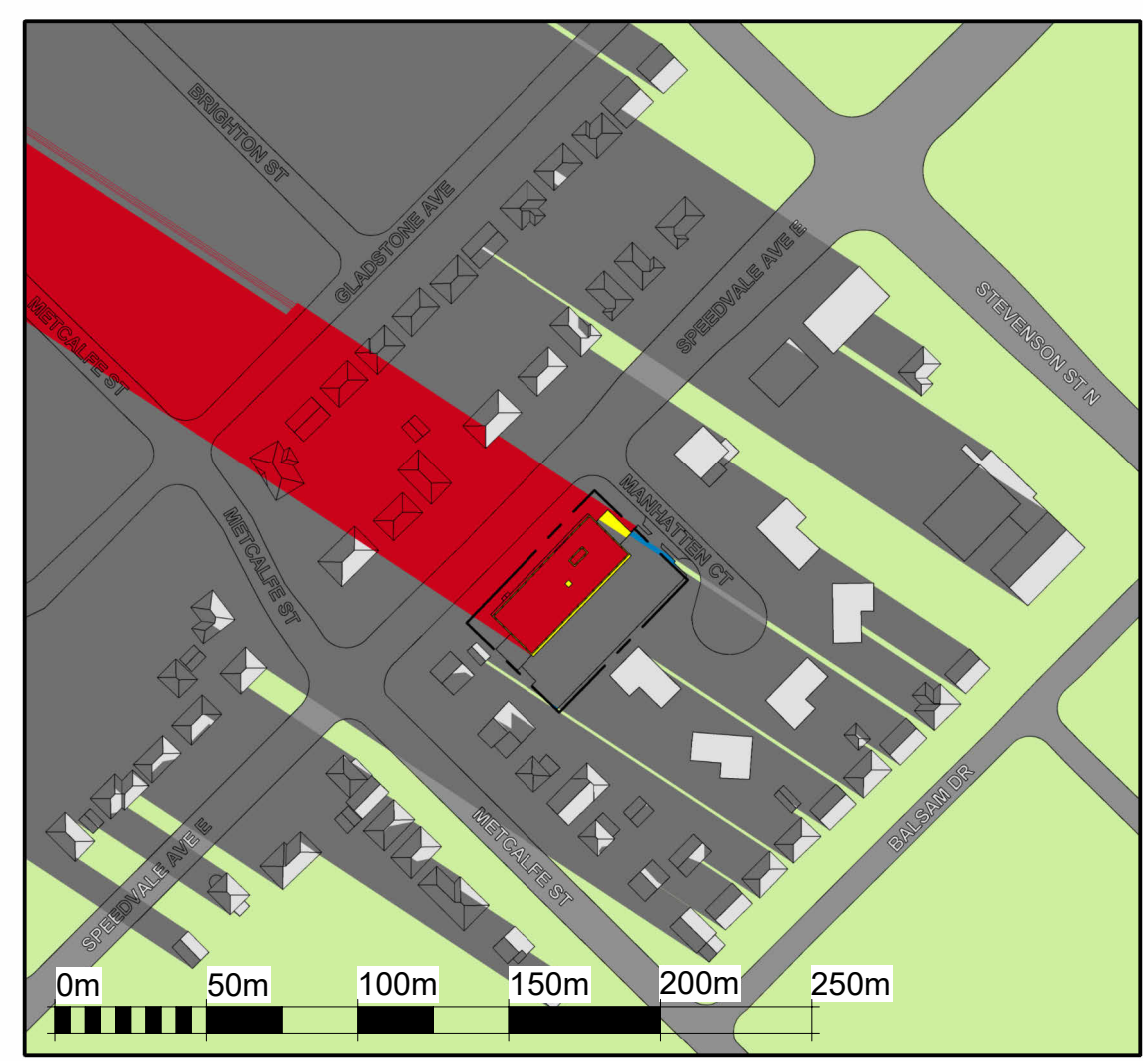 BRIGHTON ST
GLADSTONE AVE
SPEEDVALE AVE E
STEVENSON ST N
METCALFE ST
MANHATTEN CT
METCALFE ST
METCALFE ST
BALSAM DR
SPEEDVALE AVE E
0m 50m 100m 150m 200m 250m